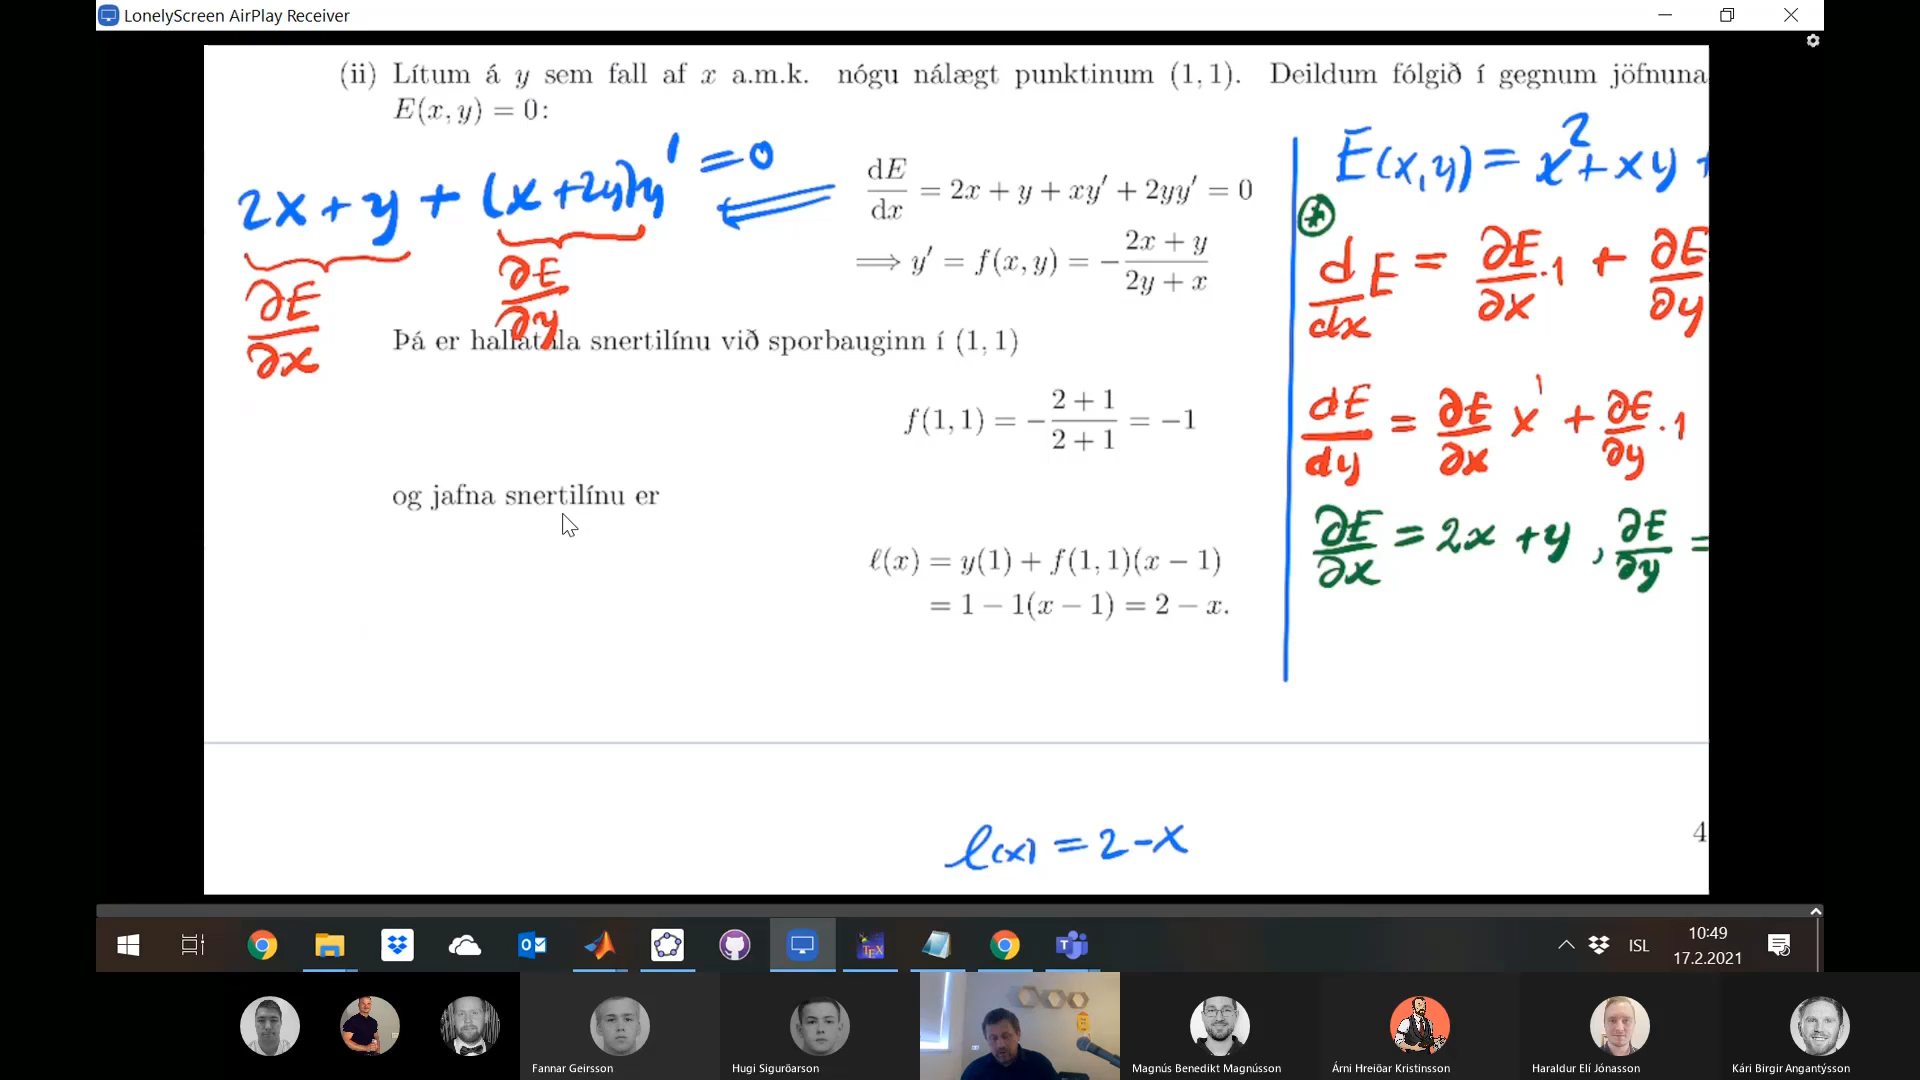 LonelyScreen AirPlay Receiver
(ii) Lítum á y sem fall af x a.m.k. nógu nálægt punktinum (1, 1). Deildum fólgið í gegnum jöfnuna
E(x, y) = 0:
2x + y + (x + 2y)y' = 0
∂E/∂x
∂E/∂y
dE/dx = 2x + y + xy′ + 2yy′ = 0
⟹ y′ = f(x, y) = −(2x + y)/(2y + x)
Þá er hallatala snertilínu við sporbauginn í (1, 1)
f(1, 1) = −(2 + 1)/(2 + 1) = −1
og jafna snertilínu er
ℓ(x) = y(1) + f(1, 1)(x − 1)
= 1 − 1(x − 1) = 2 − x.
E(x,y) = x² + xy +
d/dx E = ∂E/∂x · 1 + ∂E/∂y
dE/dy = ∂E/∂x x' + ∂E/∂y · 1
∂E/∂x = 2x + y , ∂E/∂y =
ℓ(x) = 2 - x
4
ISL
10:49
17.2.2021
Fannar Geirsson
Hugi Sigurðarson
Magnús Benedikt Magnússon
Árni Hreiðar Kristinsson
Haraldur Elí Jónasson
Kári Birgir Angantýsson